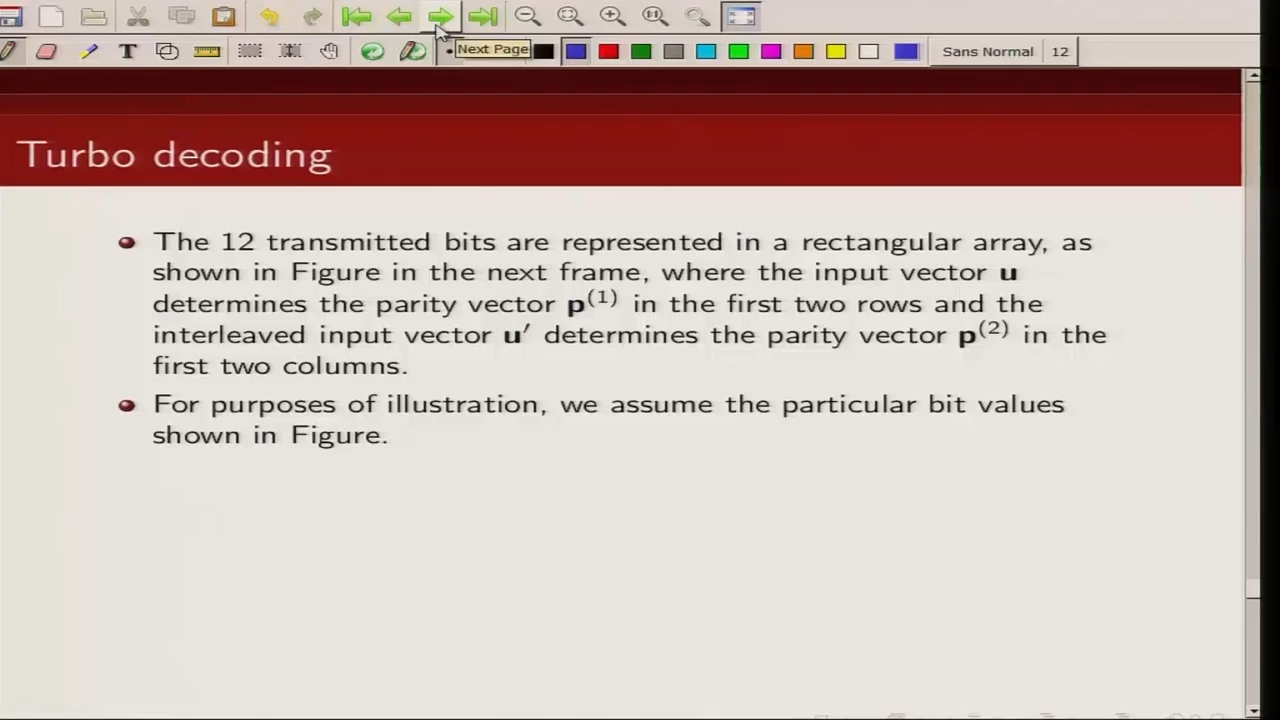 T
Next Page
Sans Normal 12
Turbo decoding
The 12 transmitted bits are represented in a rectangular array, as
shown in Figure in the next frame, where the input vector u
determines the parity vector p(1) in the first two rows and the
interleaved input vector u′ determines the parity vector p(2) in the
first two columns.
For purposes of illustration, we assume the particular bit values
shown in Figure.